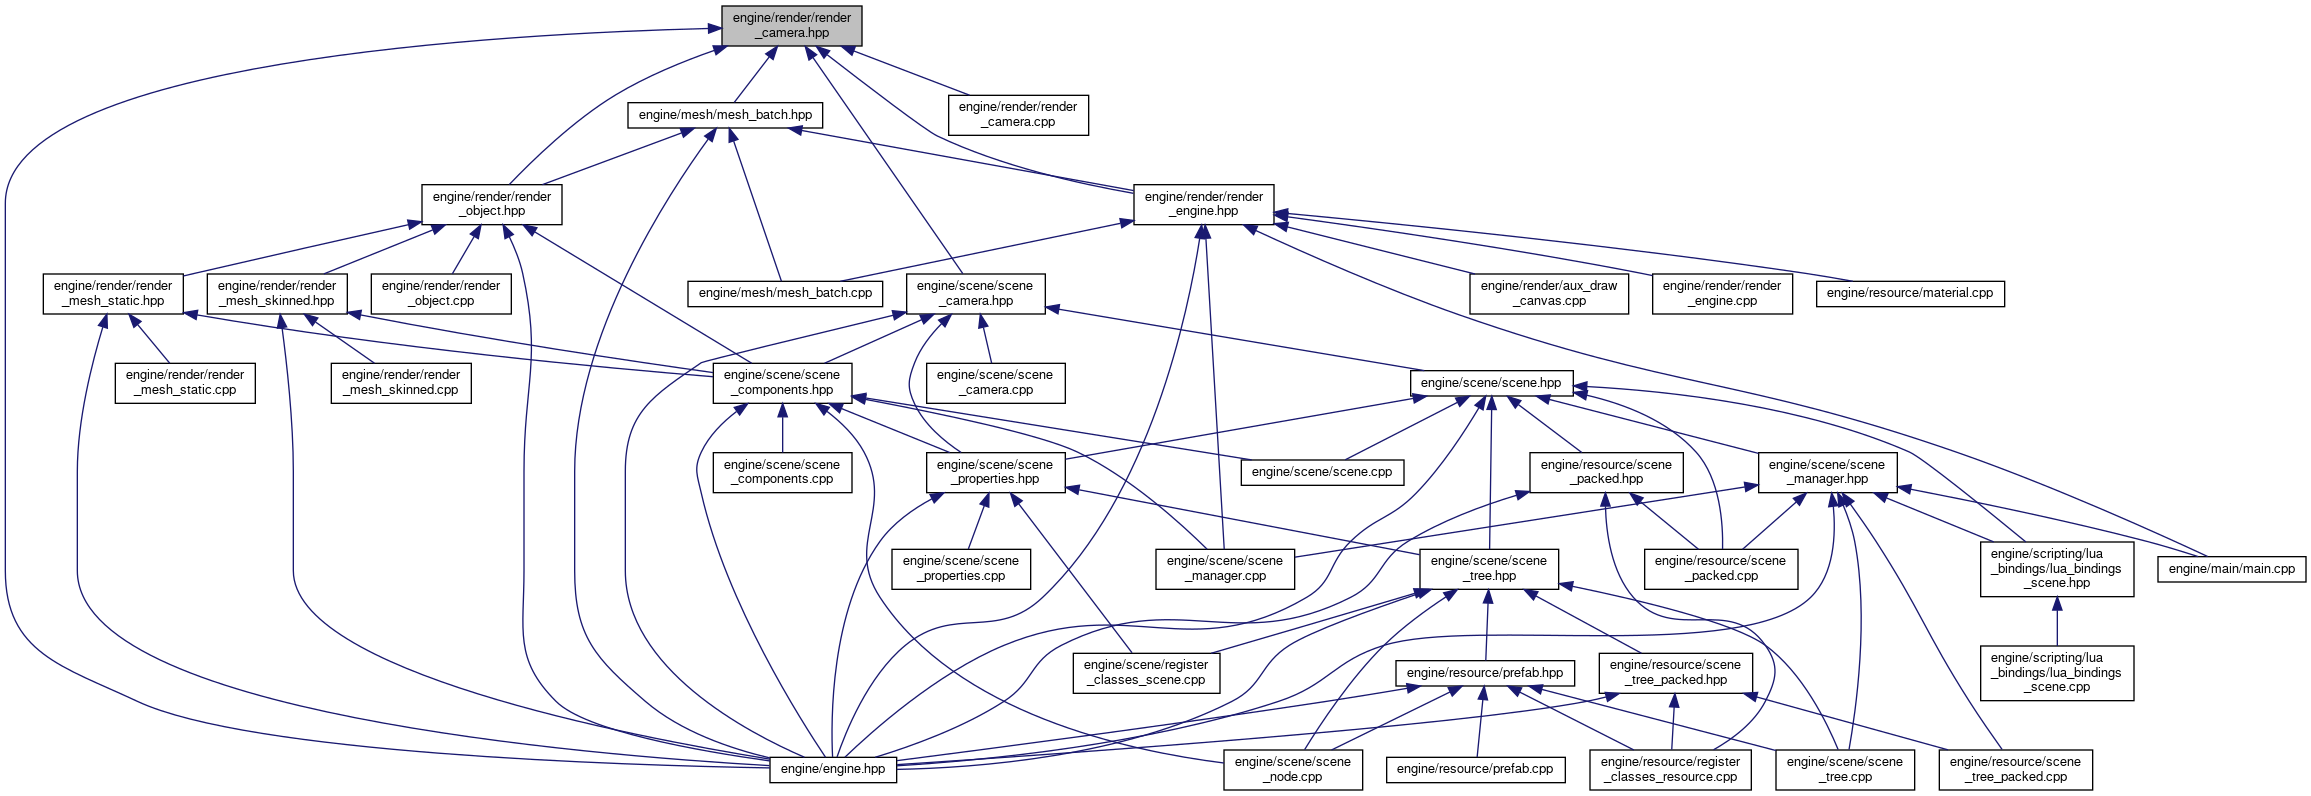 engine/render/render
_camera.hpp
engine/mesh/mesh_batch.hpp
engine/render/render
_camera.cpp
engine/render/render
_object.hpp
engine/render/render
_engine.hpp
engine/render/render
_mesh_static.hpp
engine/render/render
_mesh_skinned.hpp
engine/render/render
_object.cpp
engine/mesh/mesh_batch.cpp
engine/scene/scene
_camera.hpp
engine/render/aux_draw
_canvas.cpp
engine/render/render
_engine.cpp
engine/resource/material.cpp
engine/render/render
_mesh_static.cpp
engine/render/render
_mesh_skinned.cpp
engine/scene/scene
_components.hpp
engine/scene/scene
_camera.cpp
engine/scene/scene.hpp
engine/scene/scene
_components.cpp
engine/scene/scene
_properties.hpp
engine/scene/scene.cpp
engine/resource/scene
_packed.hpp
engine/scene/scene
_manager.hpp
engine/scene/scene
_properties.cpp
engine/scene/scene
_manager.cpp
engine/scene/scene
_tree.hpp
engine/resource/scene
_packed.cpp
engine/scripting/lua
_bindings/lua_bindings
_scene.hpp
engine/main/main.cpp
engine/scene/register
_classes_scene.cpp
engine/resource/prefab.hpp
engine/resource/scene
_tree_packed.hpp
engine/scripting/lua
_bindings/lua_bindings
_scene.cpp
engine/engine.hpp
engine/scene/scene
_node.cpp
engine/resource/prefab.cpp
engine/resource/register
_classes_resource.cpp
engine/scene/scene
_tree.cpp
engine/resource/scene
_tree_packed.cpp